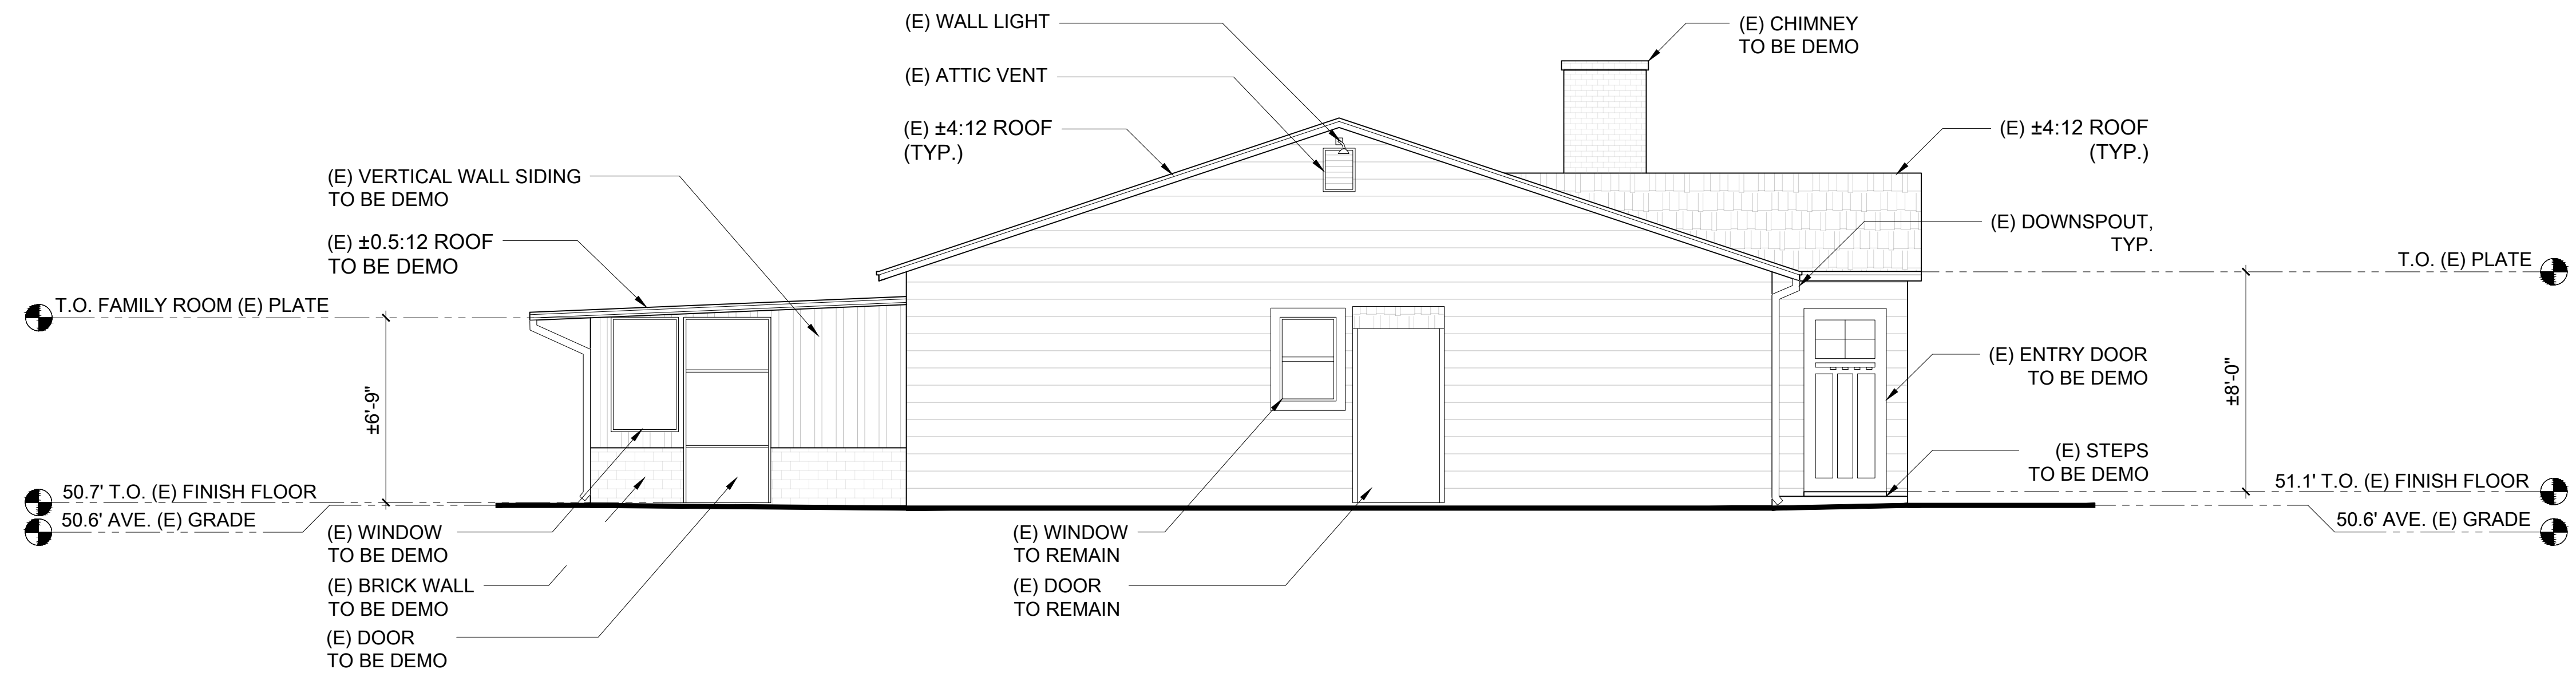 (E) WALL LIGHT
(E) CHIMNEY
TO BE DEMO
(E) ATTIC VENT
(E) ±4:12 ROOF
(TYP.)
(E) ±4:12 ROOF
(TYP.)
(E) VERTICAL WALL SIDING
TO BE DEMO
(E) DOWNSPOUT,
TYP.
(E) ±0.5:12 ROOF
TO BE DEMO
T.O. (E) PLATE
T.O. FAMILY ROOM (E) PLATE
±6'-9"
±8'-0"
(E) ENTRY DOOR
TO BE DEMO
(E) STEPS
TO BE DEMO
50.7' T.O. (E) FINISH FLOOR
51.1' T.O. (E) FINISH FLOOR
50.6' AVE. (E) GRADE
50.6' AVE. (E) GRADE
(E) WINDOW
TO BE DEMO
(E) WINDOW
TO REMAIN
(E) BRICK WALL
TO BE DEMO
(E) DOOR
TO REMAIN
(E) DOOR
TO BE DEMO